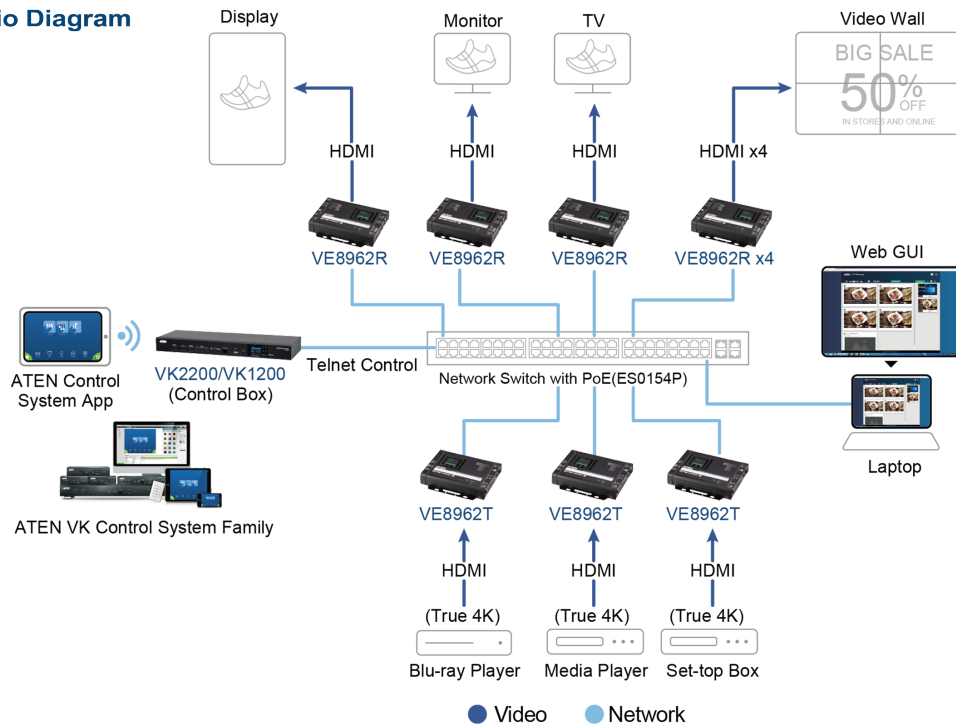 io Diagram
Display
Monitor
TV
Video Wall
BIG SALE
50% OFF
IN STORES AND ONLINE
HDMI
HDMI
HDMI
HDMI x4
VE8962R
VE8962R
VE8962R
VE8962R x4
Web GUI
ATEN Control
System App
VK2200/VK1200
(Control Box)
Telnet Control
Network Switch with PoE(ES0154P)
Laptop
ATEN VK Control System Family
VE8962T
VE8962T
VE8962T
HDMI
HDMI
HDMI
(True 4K)
(True 4K)
(True 4K)
Blu-ray Player
Media Player
Set-top Box
Video
Network